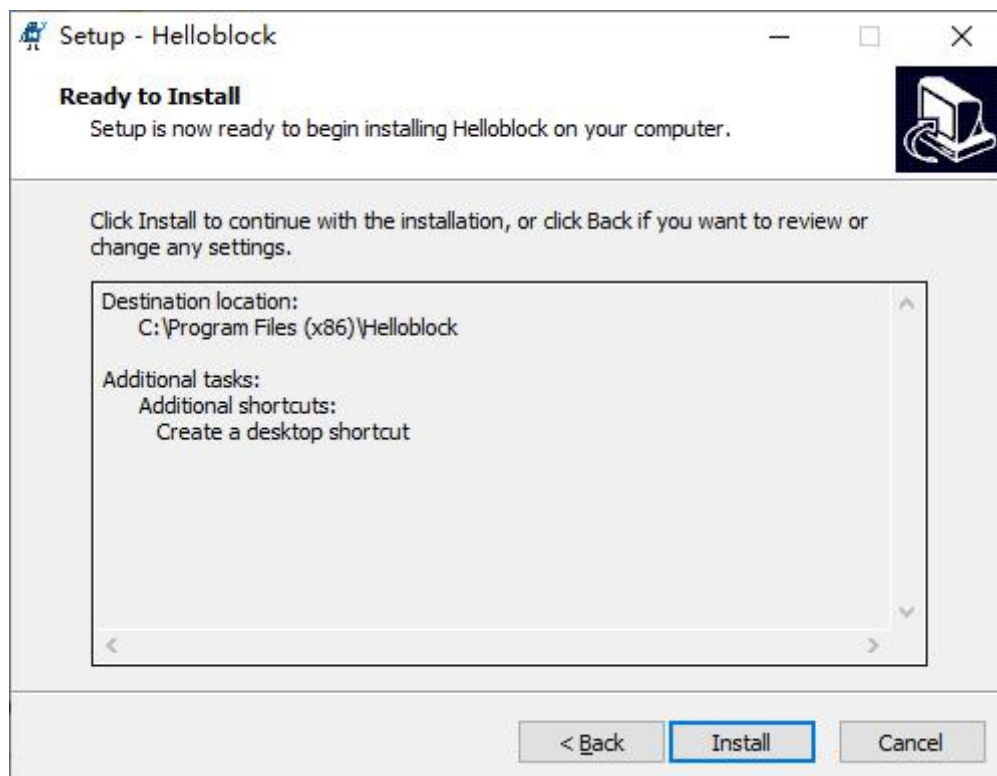 Setup - Helloblock
Ready to Install
Setup is now ready to begin installing Helloblock on your computer.
Click Install to continue with the installation, or click Back if you want to review or
change any settings.
Destination location:
C:\Program Files (x86)\Helloblock
Additional tasks:
Additional shortcuts:
Create a desktop shortcut
< Back
Install
Cancel